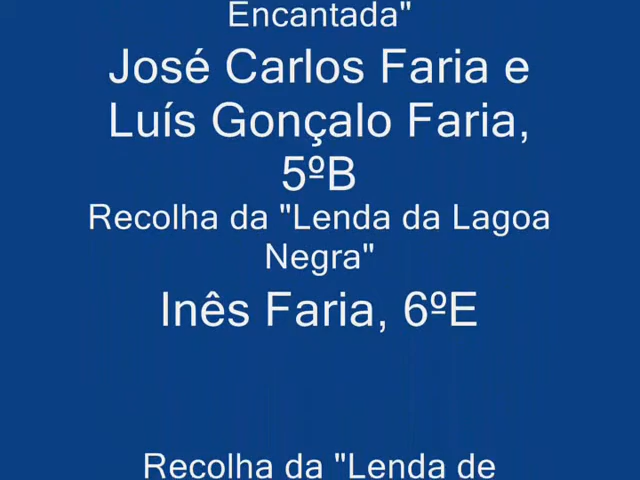 Encantada"
José Carlos Faria e
Luís Gonçalo Faria,
5ºB
Recolha da "Lenda da Lagoa
Negra"
Inês Faria, 6ºE
Recolha da "Lenda de